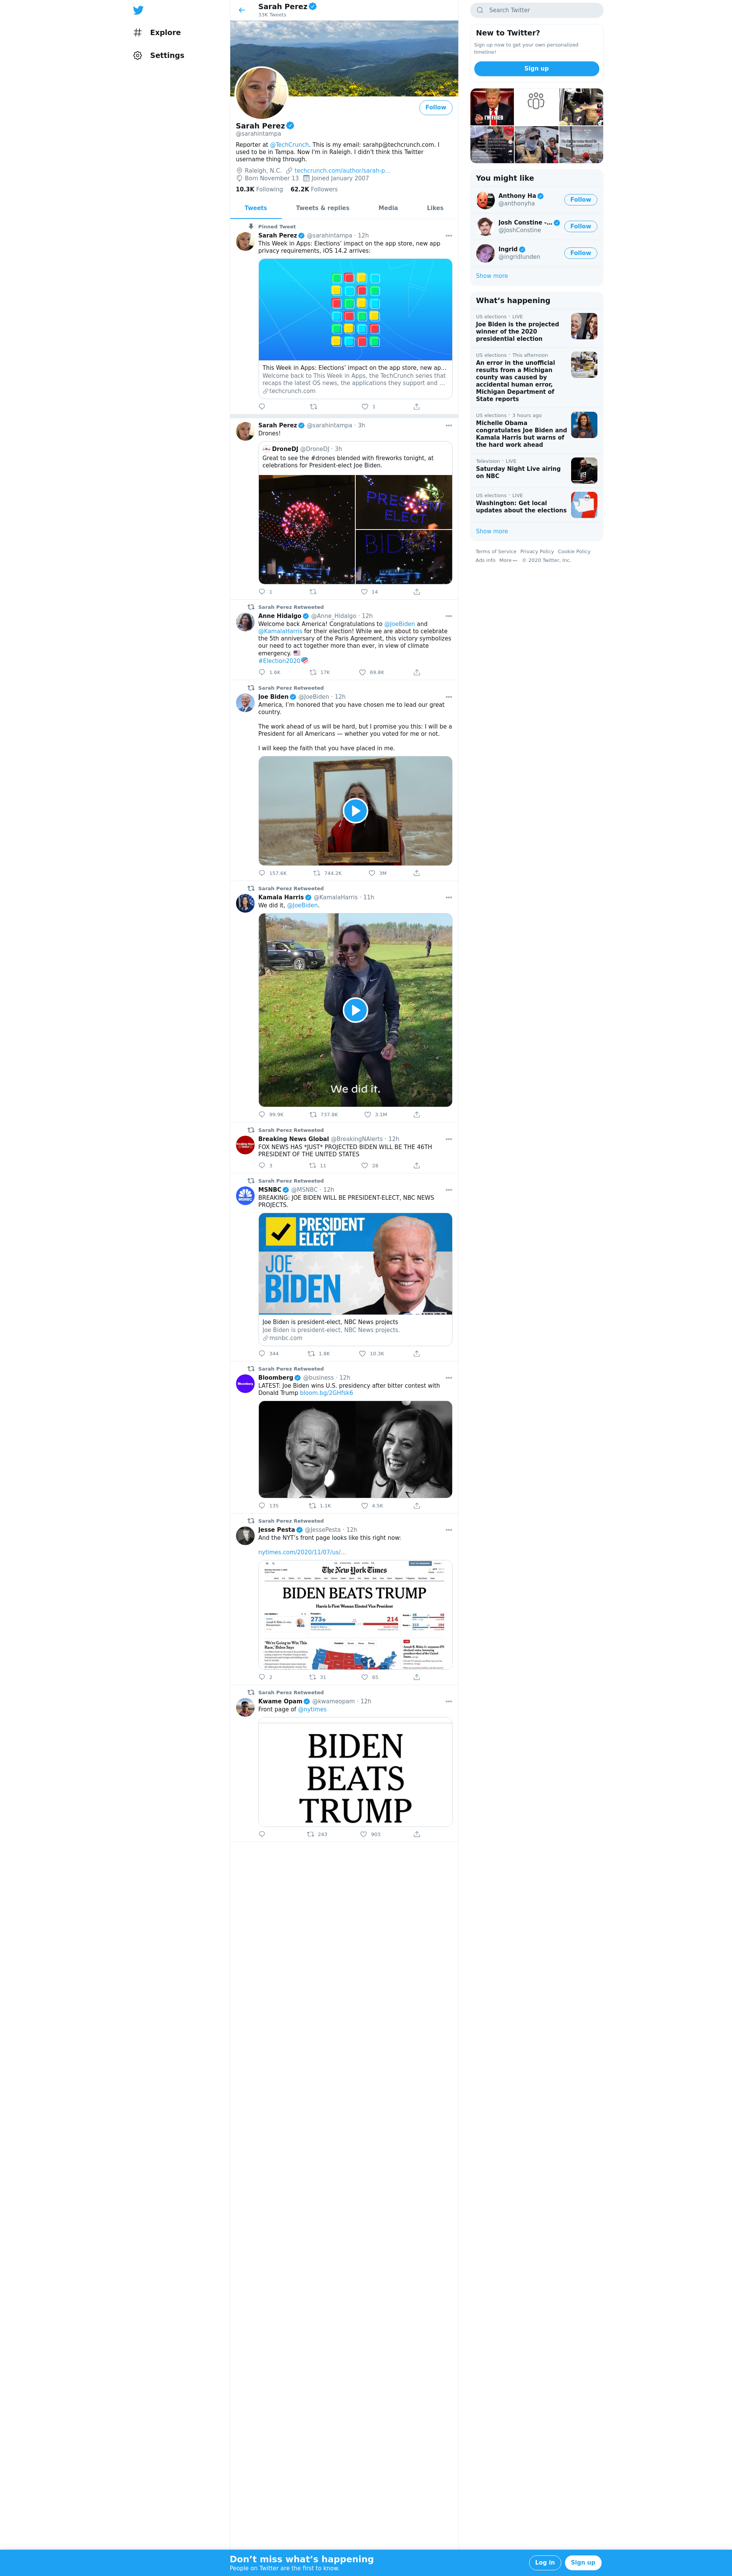 Explore
Settings
Sarah Perez
33K Tweets
Follow
Sarah Perez
@sarahintampa
Reporter at @TechCrunch. This is my email: sarahp@techcrunch.com. I
used to be in Tampa. Now I'm in Raleigh. I didn't think this Twitter
username thing through.
Raleigh, N.C. techcrunch.com/author/sarah-p...
Born November 13 Joined January 2007
10.3K Following 62.2K Followers
Tweets Tweets & replies Media Likes
Pinned Tweet
Sarah Perez @sarahintampa · 12h
This Week in Apps: Elections' impact on the app store, new app
privacy requirements, iOS 14.2 arrives:
This Week in Apps: Elections' impact on the app store, new ap...
Welcome back to This Week in Apps, the TechCrunch series that
recaps the latest OS news, the applications they support and ...
techcrunch.com
1
Sarah Perez @sarahintampa · 3h
Drones!
DroneDJ @DroneDJ · 3h
Great to see the #drones blended with fireworks tonight, at
celebrations for President-elect Joe Biden.
PRESIDENT
ELECT
BIDEN
1 14
Sarah Perez Retweeted
Anne Hidalgo @Anne_Hidalgo · 12h
Welcome back America! Congratulations to @JoeBiden and
@KamalaHarris for their election! While we are about to celebrate
the 5th anniversary of the Paris Agreement, this victory symbolizes
our need to act together more than ever, in view of climate
emergency.
#Election2020
1.6K 17K 69.8K
Sarah Perez Retweeted
Joe Biden @JoeBiden · 12h
America, I'm honored that you have chosen me to lead our great
country.
The work ahead of us will be hard, but I promise you this: I will be a
President for all Americans — whether you voted for me or not.
I will keep the faith that you have placed in me.
157.6K 744.2K 3M
Sarah Perez Retweeted
Kamala Harris @KamalaHarris · 11h
We did it, @JoeBiden.
We did it.
99.9K 737.8K 3.1M
Sarah Perez Retweeted
Breaking News Global @BreakingNAlerts · 12h
FOX NEWS HAS *JUST* PROJECTED BIDEN WILL BE THE 46TH
PRESIDENT OF THE UNITED STATES
3 11 28
Sarah Perez Retweeted
MSNBC @MSNBC · 12h
BREAKING: JOE BIDEN WILL BE PRESIDENT-ELECT, NBC NEWS
PROJECTS.
PRESIDENT
ELECT
JOE
BIDEN
Joe Biden is president-elect, NBC News projects
Joe Biden is president-elect, NBC News projects.
msnbc.com
344 1.8K 10.3K
Sarah Perez Retweeted
Bloomberg @business · 12h
LATEST: Joe Biden wins U.S. presidency after bitter contest with
Donald Trump bloom.bg/2GHfsk6
135 1.1K 4.5K
Sarah Perez Retweeted
Jesse Pesta @JessePesta · 12h
And the NYT's front page looks like this right now:
nytimes.com/2020/11/07/us/...
The New York Times
BIDEN BEATS TRUMP
Harris Is First Woman Elected Vice President
273 214
'We're Going to Win This
Race,' Biden Says
2 31 65
Sarah Perez Retweeted
Kwame Opam @kwameopam · 12h
Front page of @nytimes
BIDEN
BEATS
TRUMP
243 903
Search Twitter
New to Twitter?
Sign up now to get your own personalized
timeline!
Sign up
I'M FIRED
You might like
Anthony Ha
@anthonyha
Follow
Josh Constine -...
@JoshConstine
Follow
Ingrid
@ingridlunden
Follow
Show more
What's happening
US elections · LIVE
Joe Biden is the projected
winner of the 2020
presidential election
US elections · This afternoon
An error in the unofficial
results from a Michigan
county was caused by
accidental human error,
Michigan Department of
State reports
US elections · 3 hours ago
Michelle Obama
congratulates Joe Biden and
Kamala Harris but warns of
the hard work ahead
Television · LIVE
Saturday Night Live airing
on NBC
US elections · LIVE
Washington: Get local
updates about the elections
Show more
Terms of Service Privacy Policy Cookie Policy
Ads info More © 2020 Twitter, Inc.
Don't miss what's happening
People on Twitter are the first to know.
Log in
Sign up